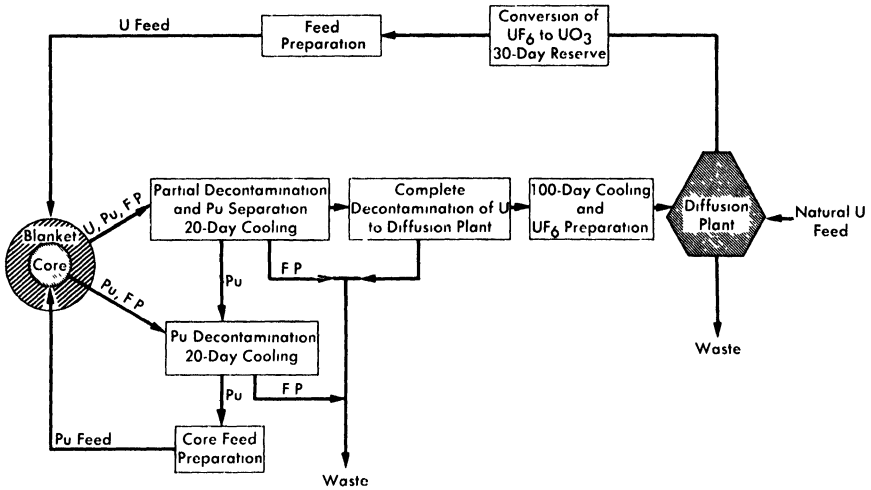 U Feed
Feed
Preparation
Conversion of
UF6 to UO3
30-Day Reserve
U, Pu, F P
Partial Decontamination
and Pu Separation
20-Day Cooling
Complete
Decontamination of U
to Diffusion Plant
100-Day Cooling
and
UF6 Preparation
Diffusion
Plant
Natural U
Feed
Blanket
Core
Pu, F P
Pu
F P
Pu Decontamination
20-Day Cooling
Waste
Pu
F P
Pu Feed
Core Feed
Preparation
Waste